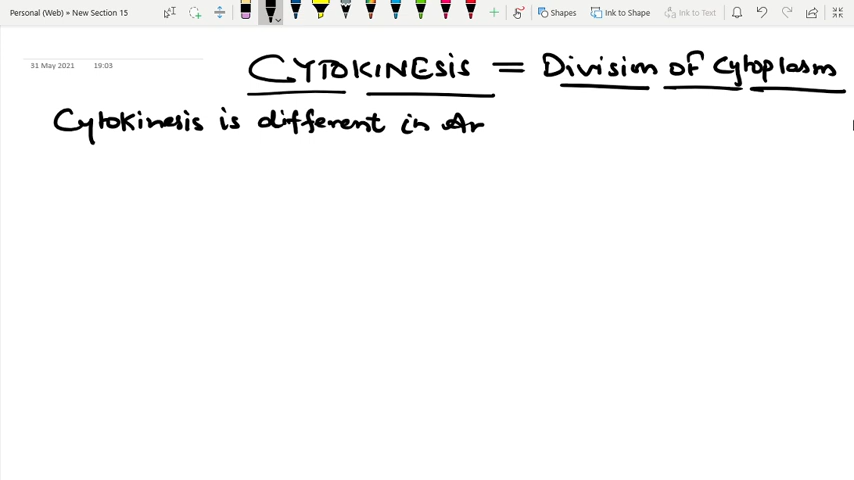 Personal (Web) » New Section 15
Shapes
Ink to Shape
Ink to Text
31 May 2021 19:03
CYTOKINESIS = Division of Cytoplasm
Cytokinesis is different in An